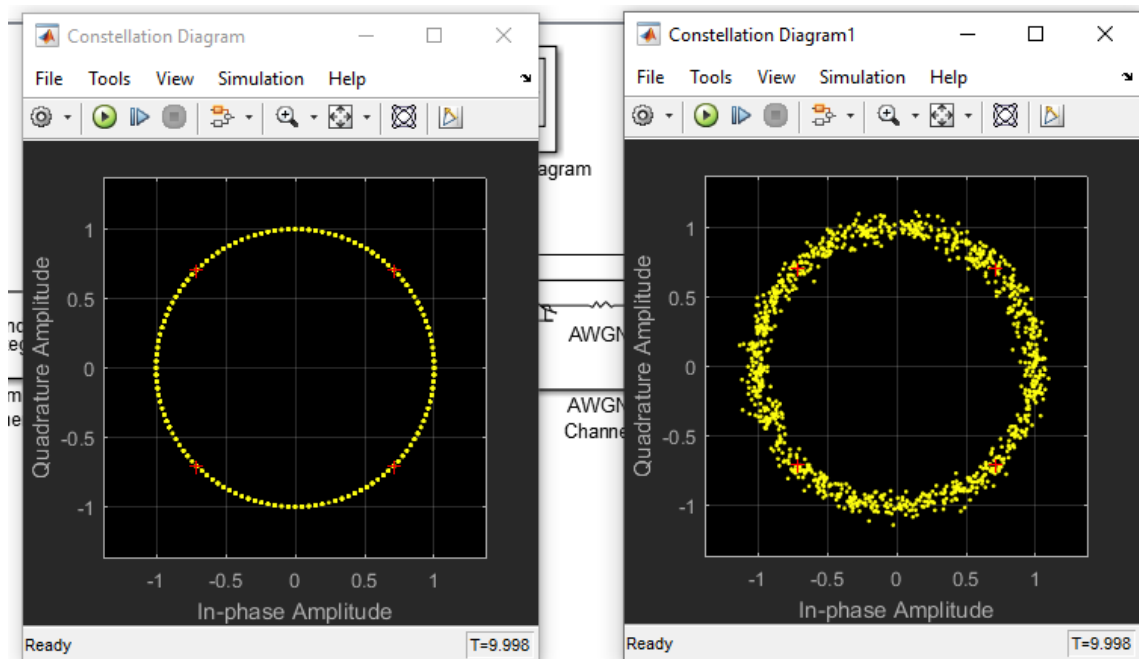 Constellation Diagram
File Tools View Simulation Help
Quadrature Amplitude
1
0.5
0
-0.5
-1
-1 -0.5 0 0.5 1
In-phase Amplitude
Ready T=9.998
agram
AWGN
AWGN
Channe
Constellation Diagram1
File Tools View Simulation Help
Quadrature Amplitude
1
0.5
0
-0.5
-1
-1 -0.5 0 0.5 1
In-phase Amplitude
Ready T=9.998